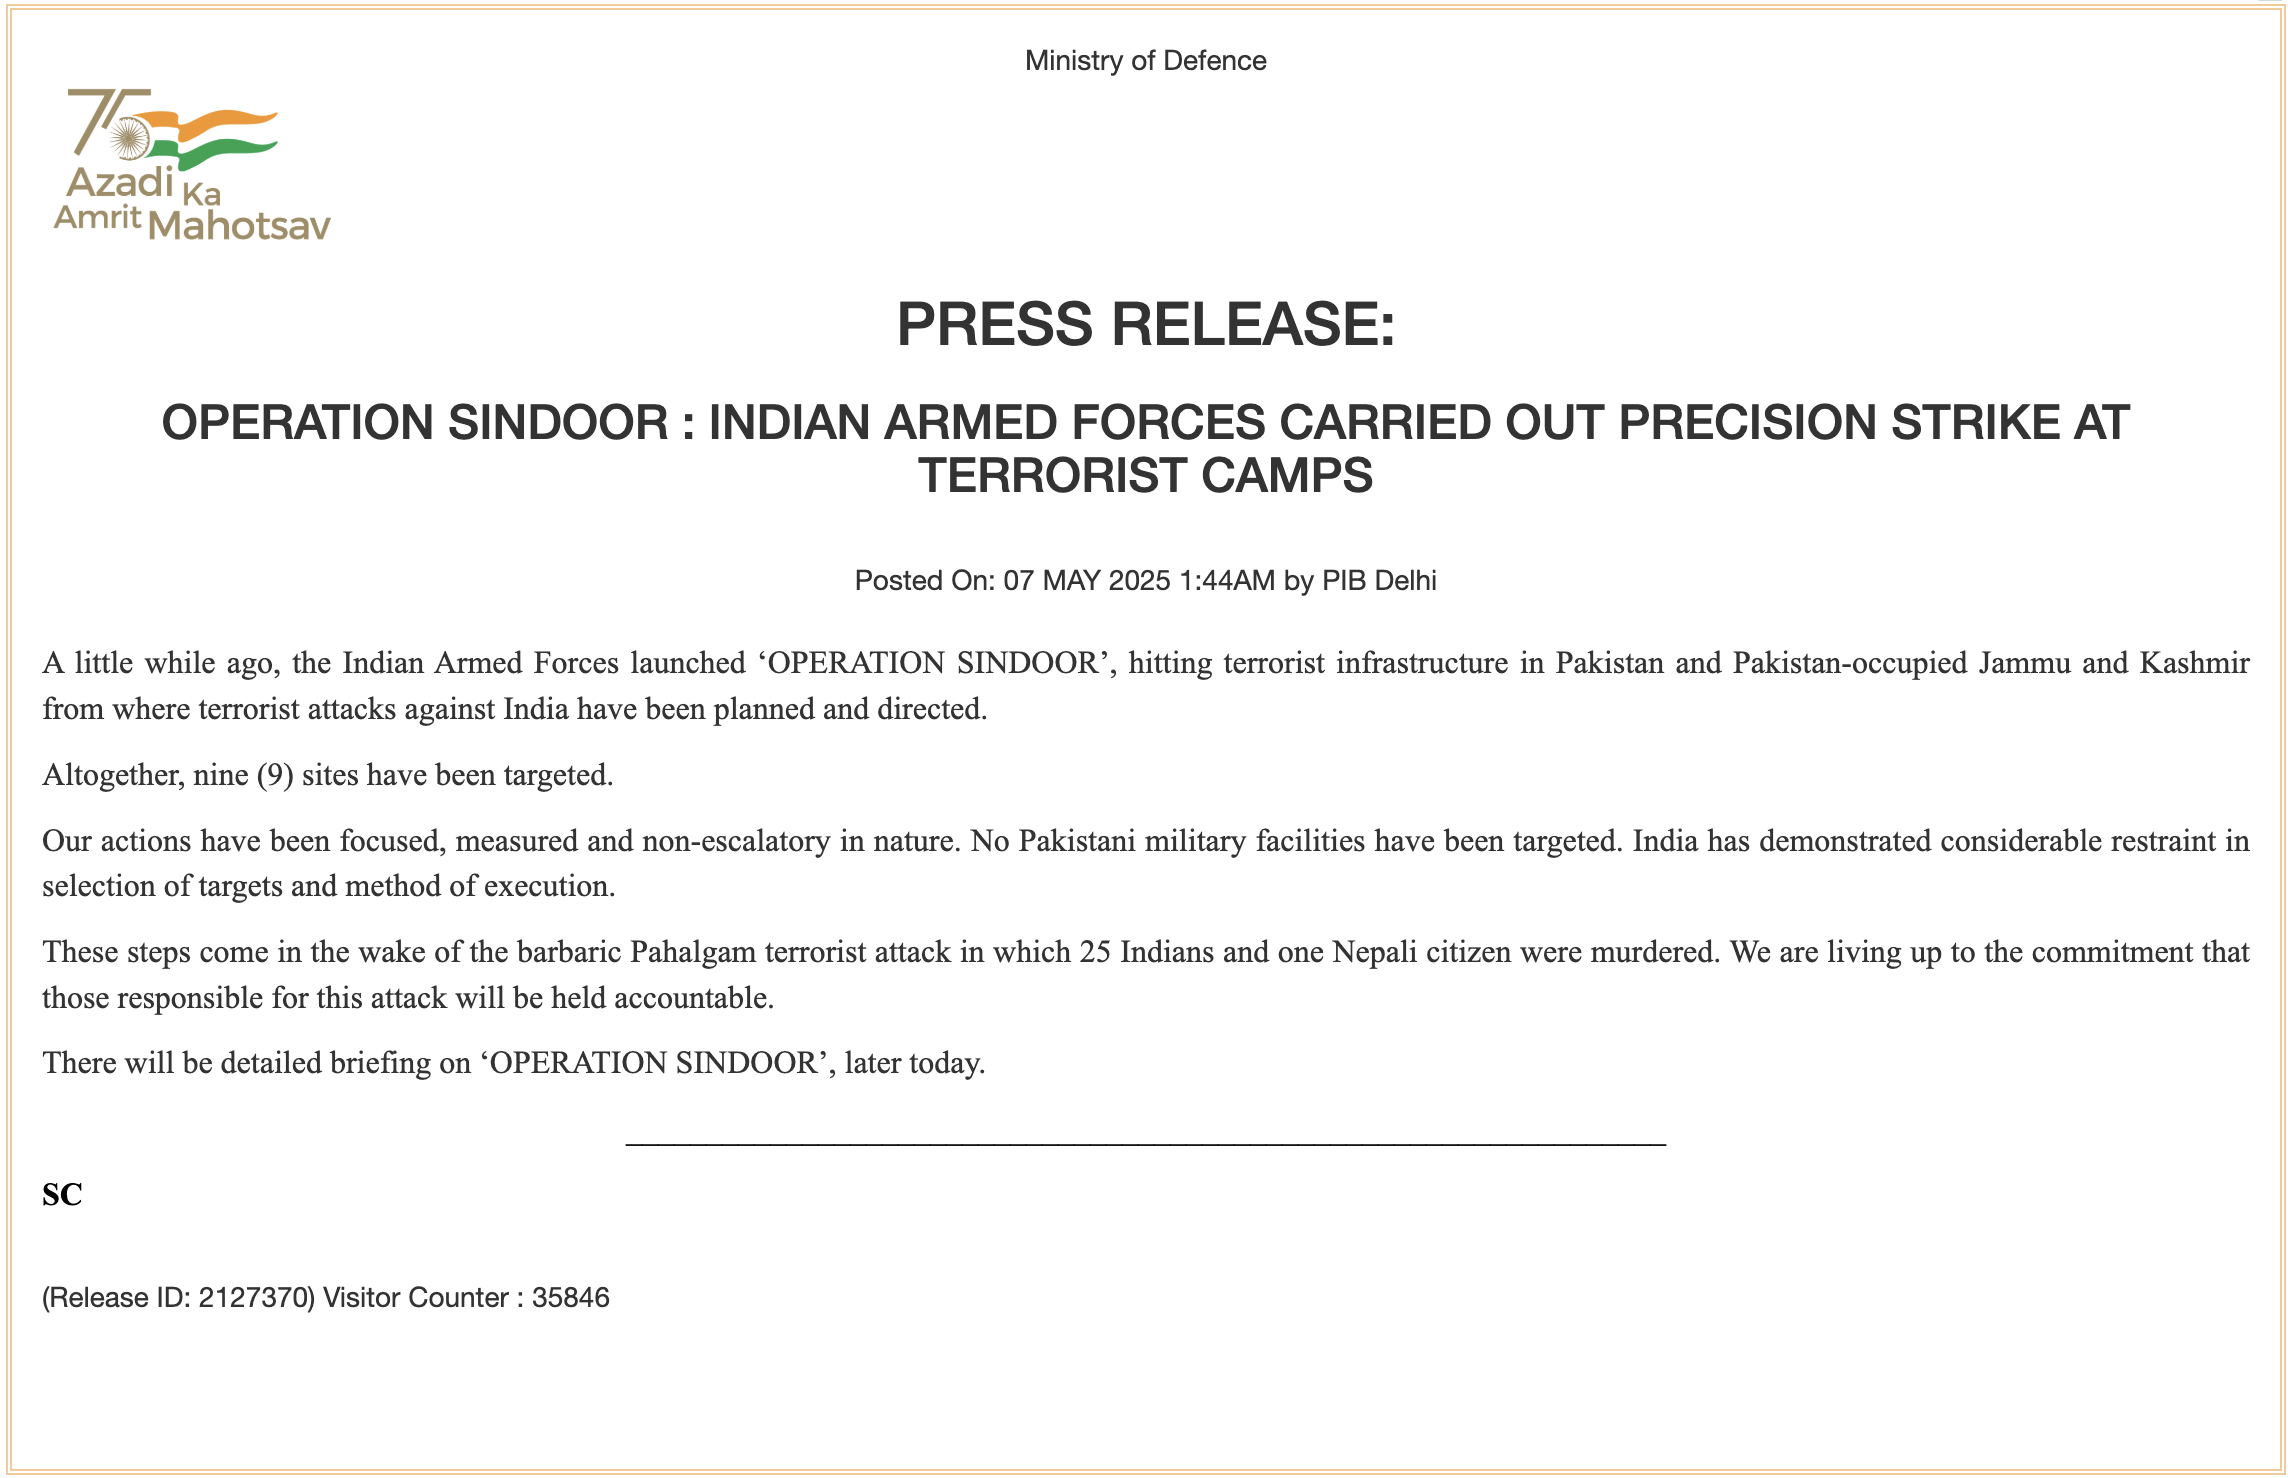 Ministry of Defence
75
Azadi Ka
Amrit Mahotsav
PRESS RELEASE:
OPERATION SINDOOR : INDIAN ARMED FORCES CARRIED OUT PRECISION STRIKE AT
TERRORIST CAMPS
Posted On: 07 MAY 2025 1:44AM by PIB Delhi
A little while ago, the Indian Armed Forces launched ‘OPERATION SINDOOR’, hitting terrorist infrastructure in Pakistan and Pakistan-occupied Jammu and Kashmir
from where terrorist attacks against India have been planned and directed.
Altogether, nine (9) sites have been targeted.
Our actions have been focused, measured and non-escalatory in nature. No Pakistani military facilities have been targeted. India has demonstrated considerable restraint in
selection of targets and method of execution.
These steps come in the wake of the barbaric Pahalgam terrorist attack in which 25 Indians and one Nepali citizen were murdered. We are living up to the commitment that
those responsible for this attack will be held accountable.
There will be detailed briefing on ‘OPERATION SINDOOR’, later today.
SC
(Release ID: 2127370) Visitor Counter : 35846